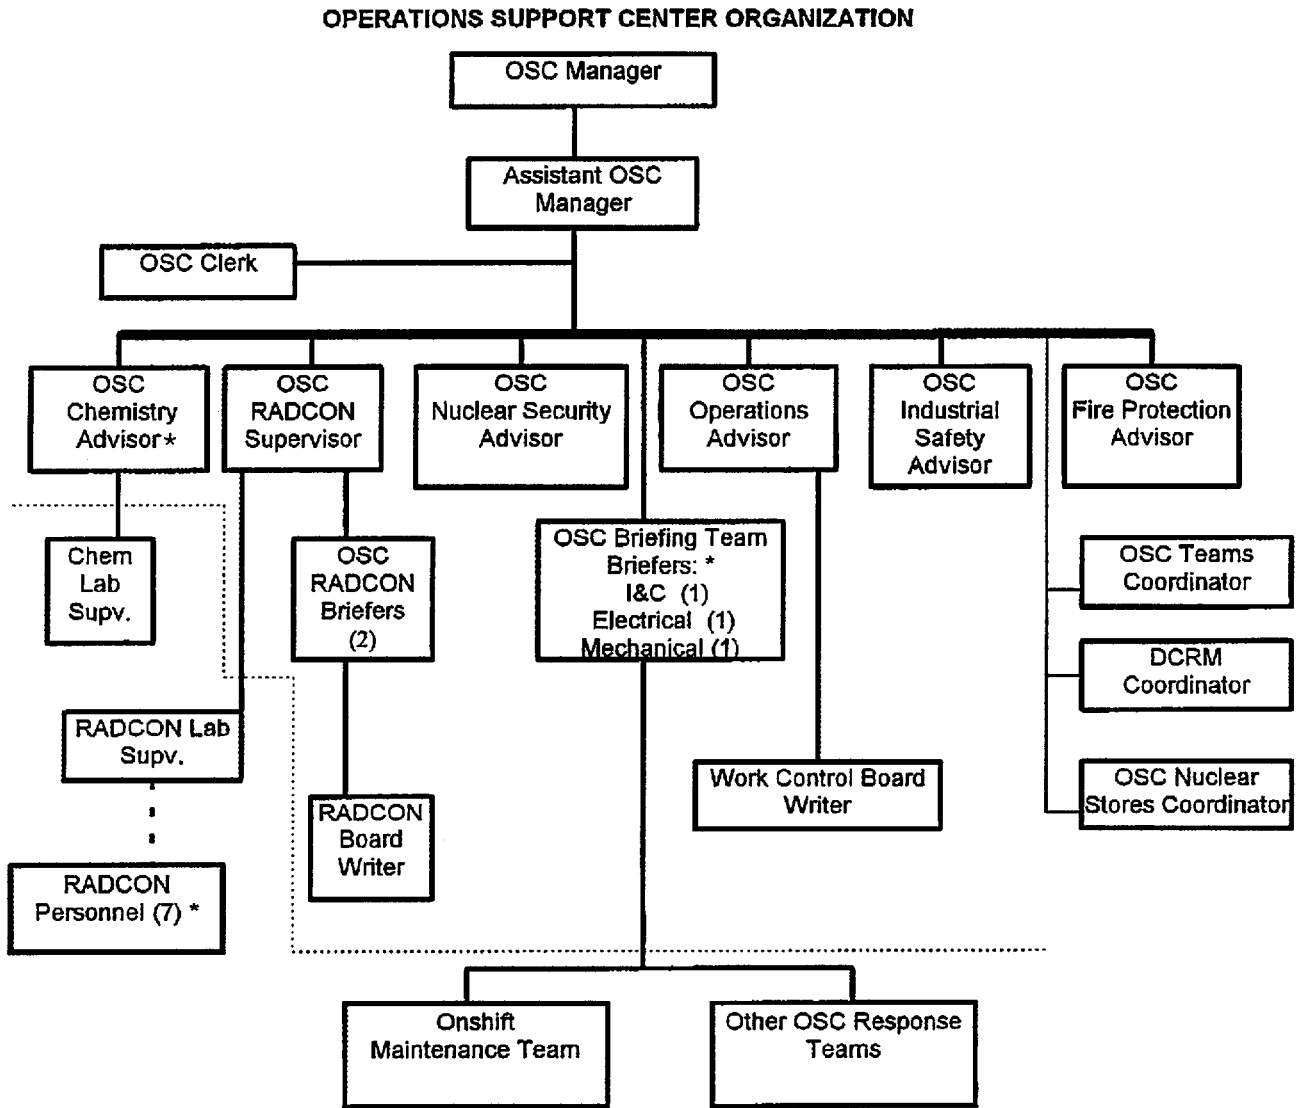 OPERATIONS SUPPORT CENTER ORGANIZATION
OSC Manager
Assistant OSC
Manager
OSC Clerk
OSC
Chemistry
Advisor*
OSC
RADCON
Supervisor
OSC
Nuclear Security
Advisor
OSC
Operations
Advisor
OSC
Industrial
Safety
Advisor
OSC
Fire Protection
Advisor
Chem
Lab
Supv.
OSC
RADCON
Briefers
(2)
OSC Briefing Team
Briefers: *
I&C (1)
Electrical (1)
Mechanical (1)
OSC Teams
Coordinator
DCRM
Coordinator
RADCON Lab
Supv.
Work Control Board
Writer
OSC Nuclear
Stores Coordinator
RADCON
Board
Writer
RADCON
Personnel (7) *
Onshift
Maintenance Team
Other OSC Response
Teams